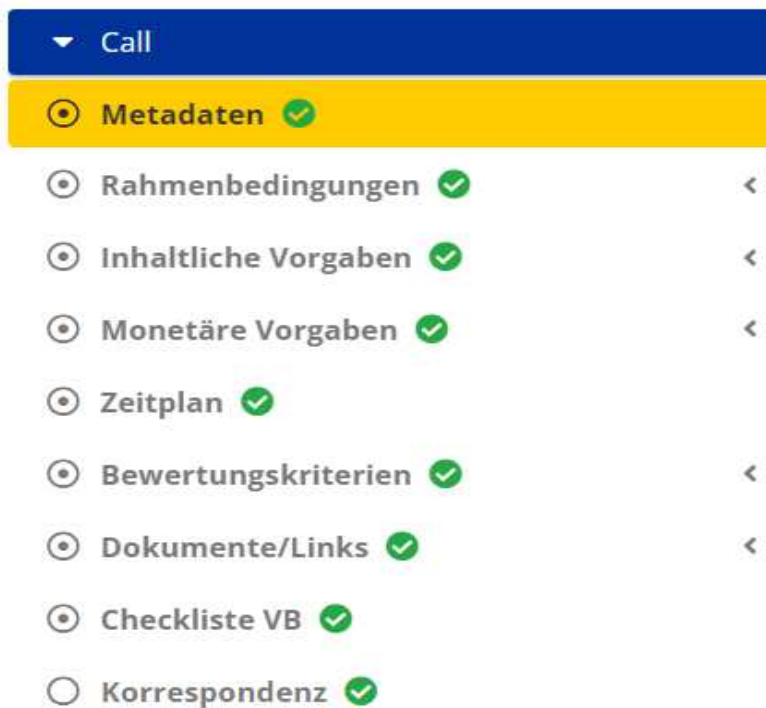 Call
Metadaten
Rahmenbedingungen
Inhaltliche Vorgaben
Monetäre Vorgaben
Zeitplan
Bewertungskriterien
Dokumente/Links
Checkliste VB
Korrespondenz